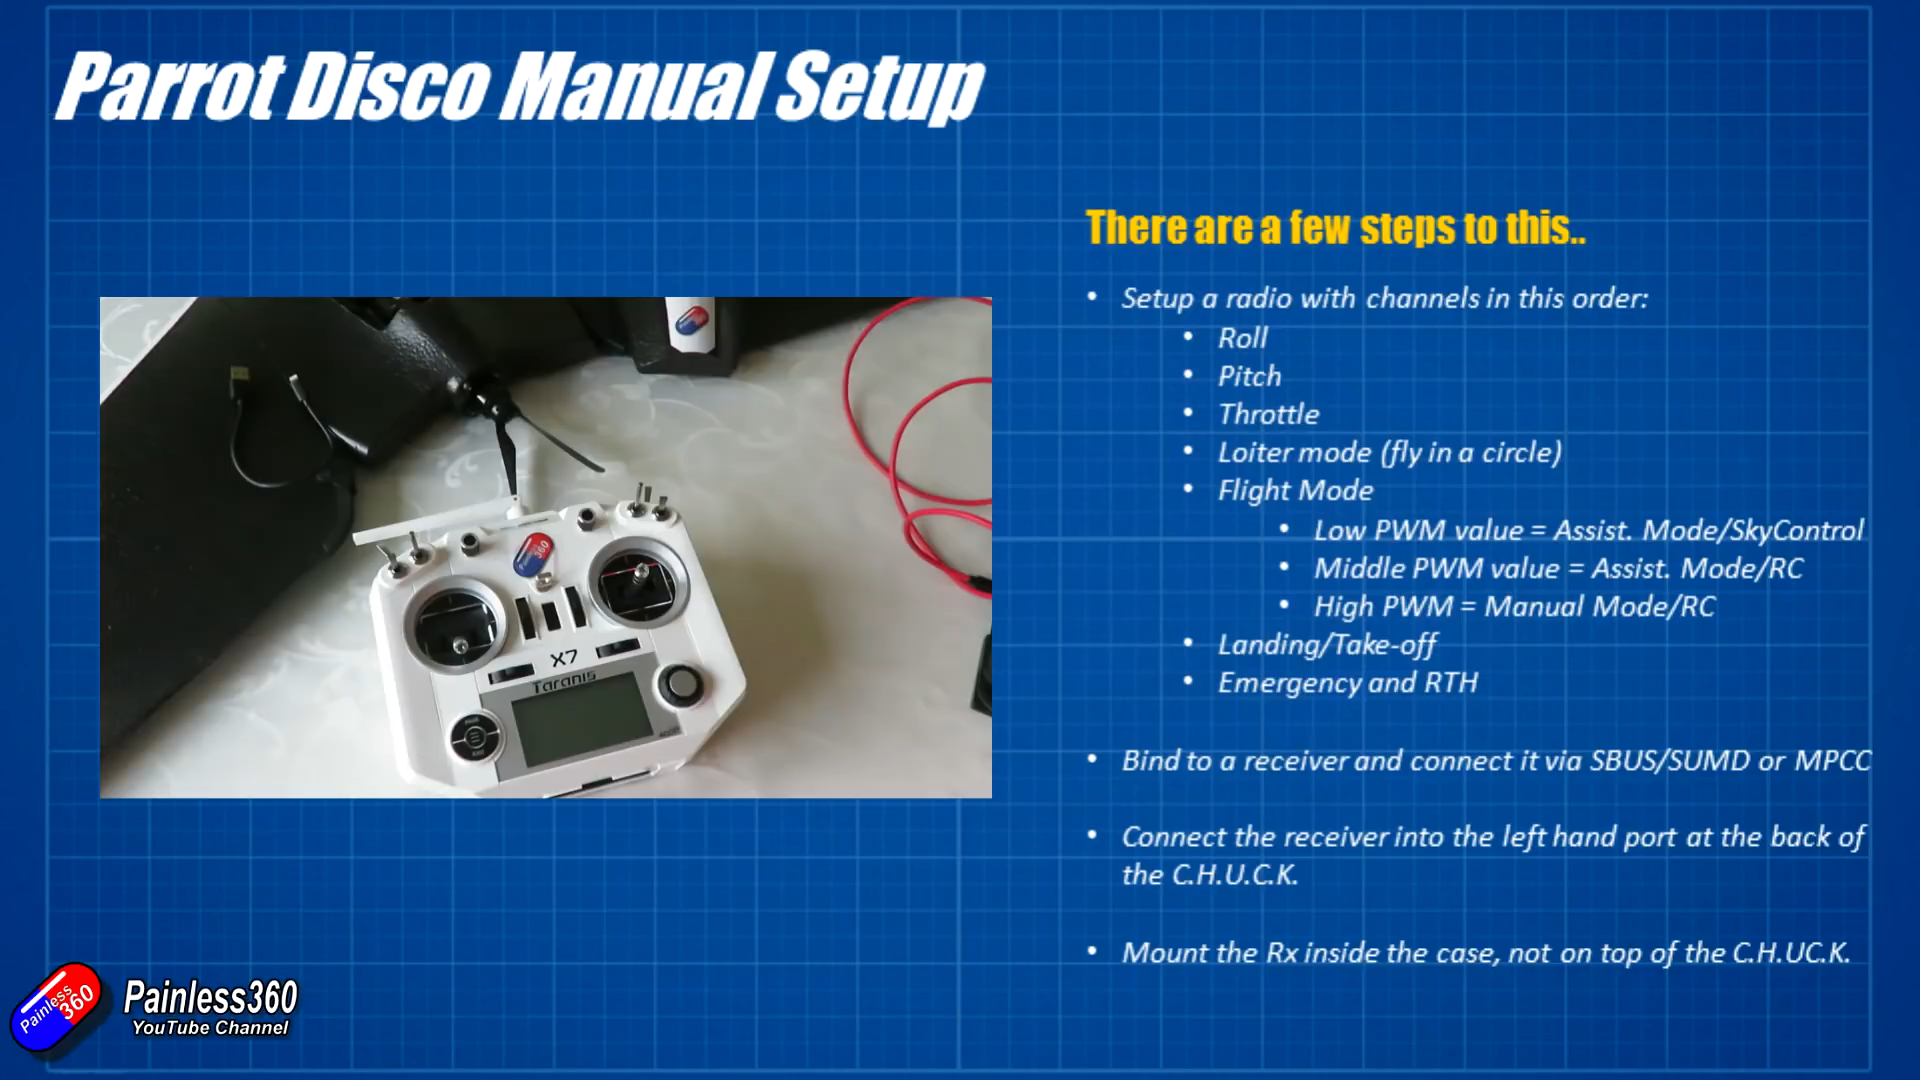 Parrot Disco Manual Setup
There are a few steps to this..
• Setup a radio with channels in this order:
• Roll
• Pitch
• Throttle
• Loiter mode (fly in a circle)
• Flight Mode
• Low PWM value = Assist. Mode/SkyControl
• Middle PWM value = Assist. Mode/RC
• High PWM = Manual Mode/RC
• Landing/Take-off
• Emergency and RTH
• Bind to a receiver and connect it via SBUS/SUMD or MPCC
• Connect the receiver into the left hand port at the back of
the C.H.U.C.K.
• Mount the Rx inside the case, not on top of the C.H.UC.K.
Painless 360
X7
Taranis
Painless
360
Painless360
YouTube Channel